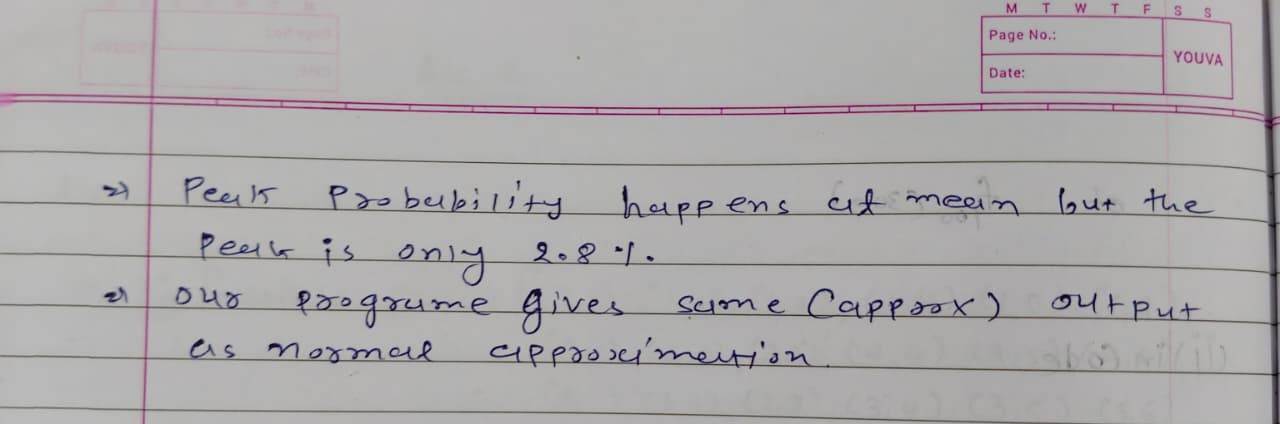 M T W T F S S
Page No.:
YOUVA
Date:
=) Peak Probability happens at mean but the
Peak is only 2.8 %.
=) our programe gives same (approx) output
as normal approximation.